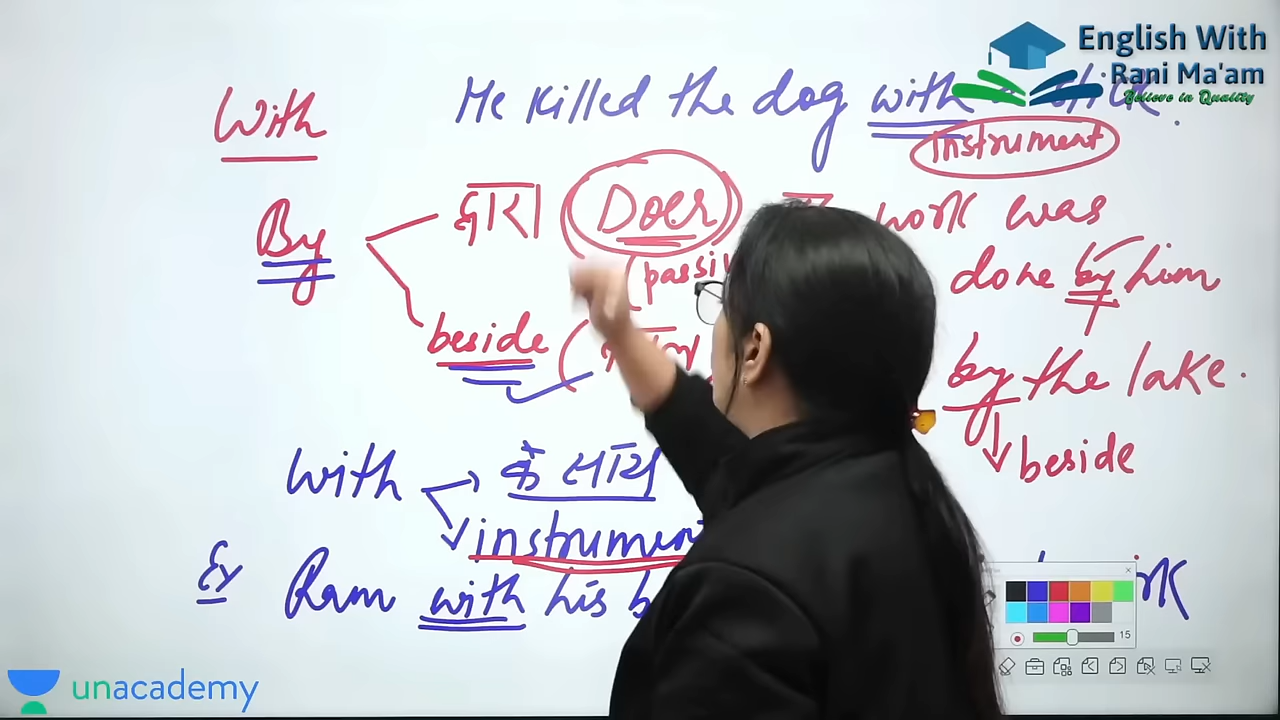 English With
Rani Ma'am
Believe in Quality
With
He killed the dog with
instrument
By
द्वारा
Doer
work was
done by him
beside
by the lake.
beside
with
के साथ
instrument
Ex
Ram with his
15
unacademy